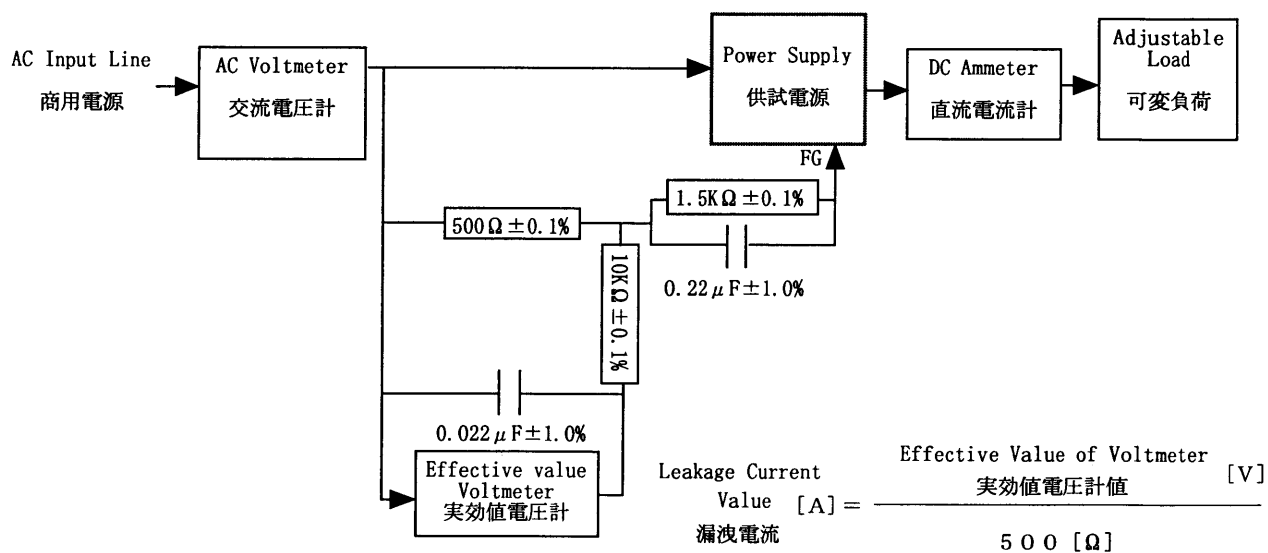 AC Input Line
商用電源
AC Voltmeter
交流電圧計
Power Supply
供試電源
DC Ammeter
直流電流計
Adjustable
Load
可変負荷
FG
500Ω±0.1%
1.5KΩ±0.1%
0.22μF±1.0%
10KΩ±0.1%
0.022μF±1.0%
Effective value
Voltmeter
実効値電圧計
Leakage Current
Value [A]=
漏洩電流
Effective Value of Voltmeter
実効値電圧計値 [V]
500[Ω]